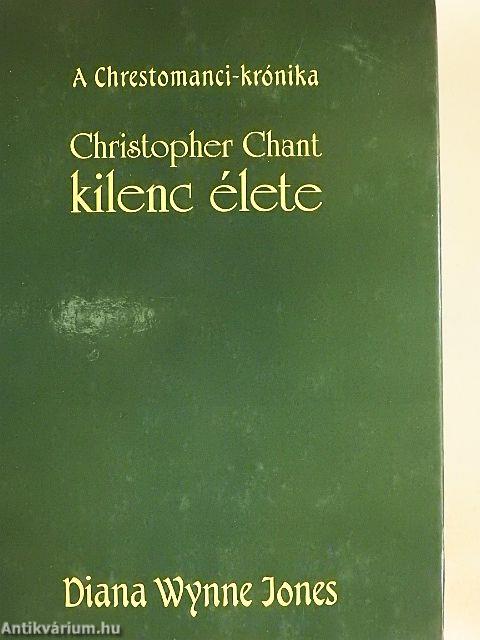 A Chrestomanci-krónika
Christopher Chant
kilenc élete
Diana Wynne Jones
Antikvárium.hu